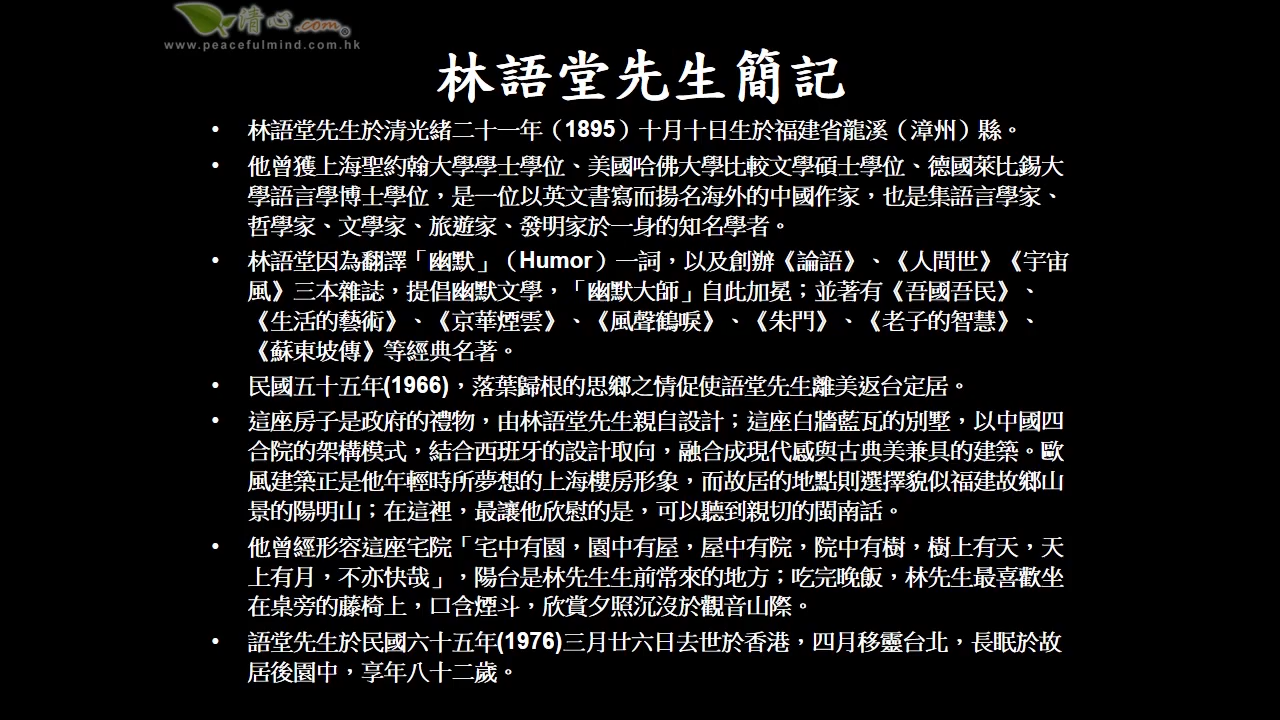 清心.com
www.peacefulmind.com.hk
林語堂先生簡記
• 林語堂先生於清光緒二十一年（1895）十月十日生於福建省龍溪（漳州）縣。
• 他曾獲上海聖約翰大學學士學位、美國哈佛大學比較文學碩士學位、德國萊比錫大
學語言學博士學位，是一位以英文書寫而揚名海外的中國作家，也是集語言學家、
哲學家、文學家、旅遊家、發明家於一身的知名學者。
• 林語堂因為翻譯「幽默」（Humor）一詞，以及創辦《論語》、《人間世》《宇宙
風》三本雜誌，提倡幽默文學，「幽默大師」自此加冕；並著有《吾國吾民》、
《生活的藝術》、《京華煙雲》、《風聲鶴唳》、《朱門》、《老子的智慧》、
《蘇東坡傳》等經典名著。
• 民國五十五年(1966)，落葉歸根的思鄉之情促使語堂先生離美返台定居。
• 這座房子是政府的禮物，由林語堂先生親自設計；這座白牆藍瓦的別墅，以中國四
合院的架構模式，結合西班牙的設計取向，融合成現代感與古典美兼具的建築。歐
風建築正是他年輕時所夢想的上海樓房形象，而故居的地點則選擇貌似福建故鄉山
景的陽明山；在這裡，最讓他欣慰的是，可以聽到親切的閩南話。
• 他曾經形容這座宅院「宅中有園，園中有屋，屋中有院，院中有樹，樹上有天，天
上有月，不亦快哉」，陽台是林先生生前常來的地方；吃完晚飯，林先生最喜歡坐
在桌旁的藤椅上，口含煙斗，欣賞夕照沉沒於觀音山際。
• 語堂先生於民國六十五年(1976)三月廿六日去世於香港，四月移靈台北，長眠於故
居後園中，享年八十二歲。